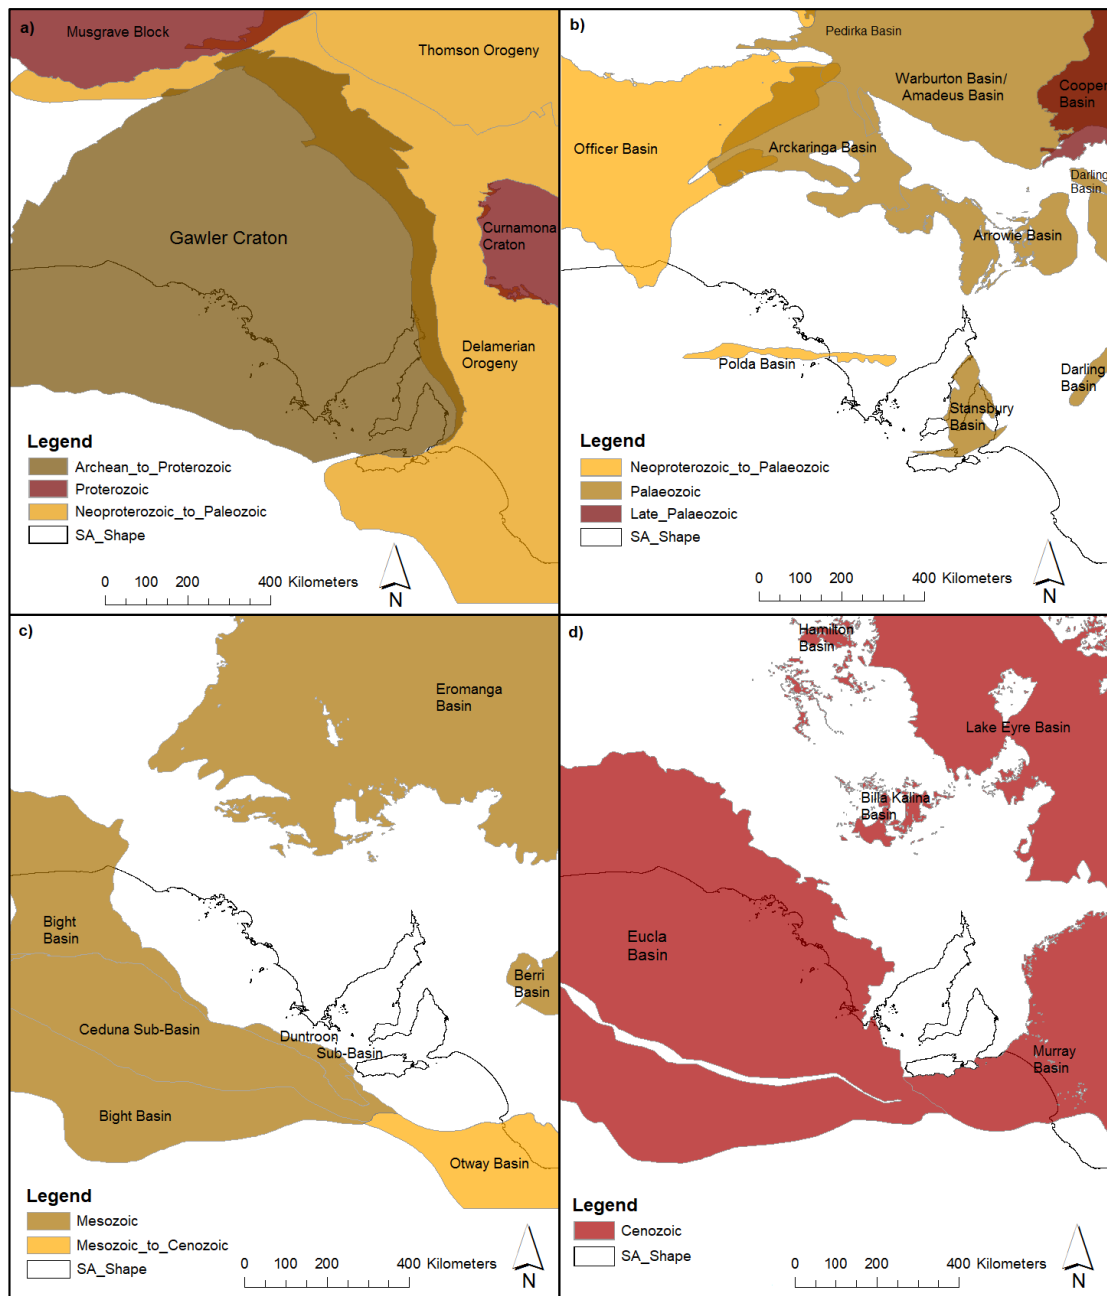 a)
Musgrave Block
Thomson Orogeny
Gawler Craton
Curnamona
Craton
Delamerian
Orogeny
Legend
Archean_to_Proterozoic
Proterozoic
Neoproterozoic_to_Paleozoic
SA_Shape
0 100 200 400 Kilometers
N
b)
Pedirka Basin
Warburton Basin/
Amadeus Basin
Cooper
Basin
Officer Basin
Arckaringa Basin
Darling
Basin
Arrowie Basin
Polda Basin
Darling
Basin
Stansbury
Basin
Legend
Neoproterozoic_to_Palaeozoic
Palaeozoic
Late_Palaeozoic
SA_Shape
0 100 200 400 Kilometers
N
c)
Eromanga
Basin
Bight
Basin
Berri
Basin
Ceduna Sub-Basin
Duntroon
Sub-Basin
Bight Basin
Otway Basin
Legend
Mesozoic
Mesozoic_to_Cenozoic
SA_Shape
0 100 200 400 Kilometers
N
d)
Hamilton
Basin
Lake Eyre Basin
Billa Kalina
Basin
Eucla
Basin
Murray
Basin
Legend
Cenozoic
SA_Shape
0 100 200 400 Kilometers
N